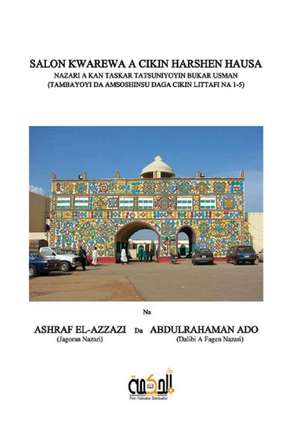 SALON KWAREWA A CIKIN HARSHEN HAUSA
NAZARI A KAN TASKAR TATSUNIYOYIN BUKAR USMAN
(TAMBAYOYI DA AMSOSHINSU DAGA CIKIN LITTAFI NA 1-5)
Na
ASHRAF EL-AZZAZI Da ABDULRAHAMAN ADO
(Jagoran Nazari) (Dalibi A Fagen Nazari)